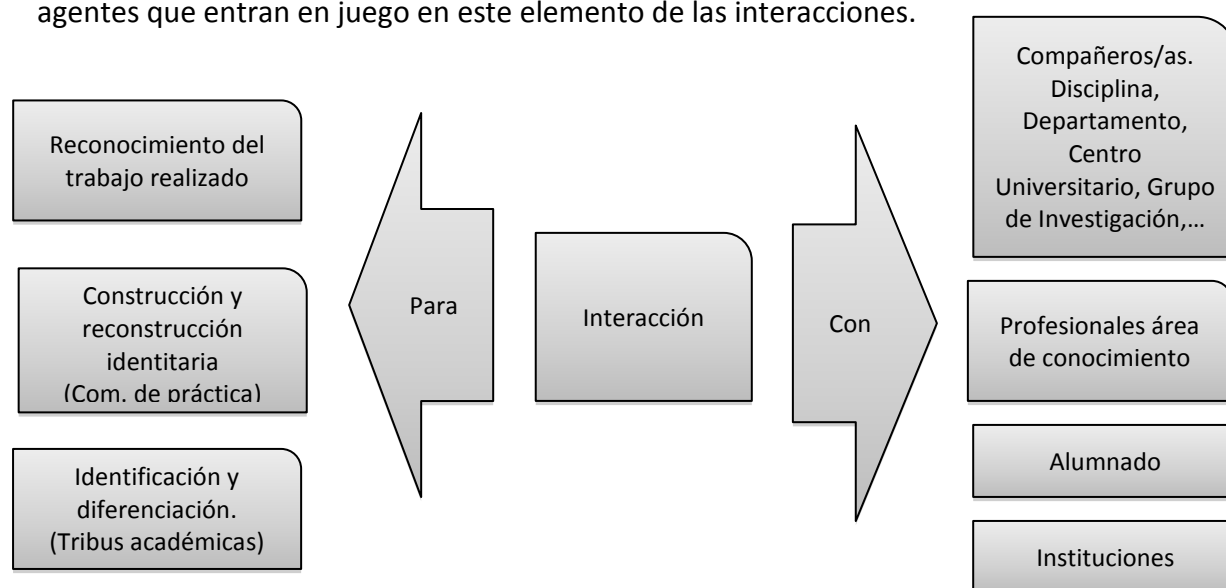 agentes que entran en juego en este elemento de las interacciones.
Reconocimiento del
trabajo realizado
Construcción y
reconstrucción
identitaria
(Com. de práctica)
Identificación y
diferenciación.
(Tribus académicas)
Para
Interacción
Con
Compañeros/as.
Disciplina,
Departamento,
Centro
Universitario, Grupo
de Investigación,...
Profesionales área
de conocimiento
Alumnado
Instituciones